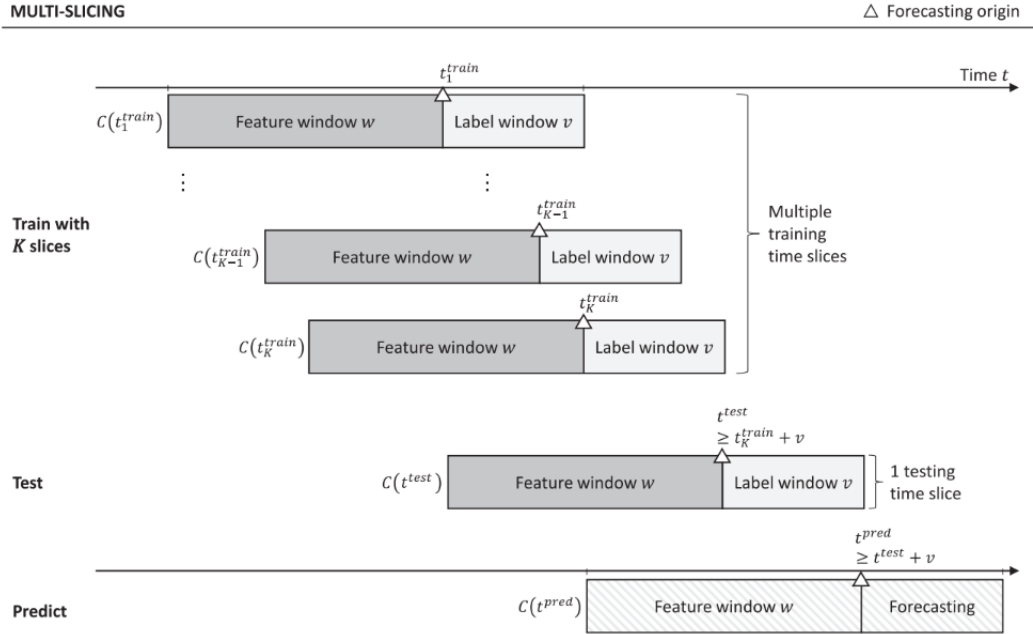 MULTI-SLICING
△ Forecasting origin
t_1^{train}
Time t
C(t_1^{train})
Feature window w
Label window v
⋮ ⋮
t_{K-1}^{train}
Train with
K slices
C(t_{K-1}^{train})
Feature window w
Label window v
Multiple
training
time slices
t_K^{train}
C(t_K^{train})
Feature window w
Label window v
t^{test}
≥ t_K^{train} + v
Test
C(t^{test})
Feature window w
Label window v
1 testing
time slice
t^{pred}
≥ t^{test} + v
Predict
C(t^{pred})
Feature window w
Forecasting